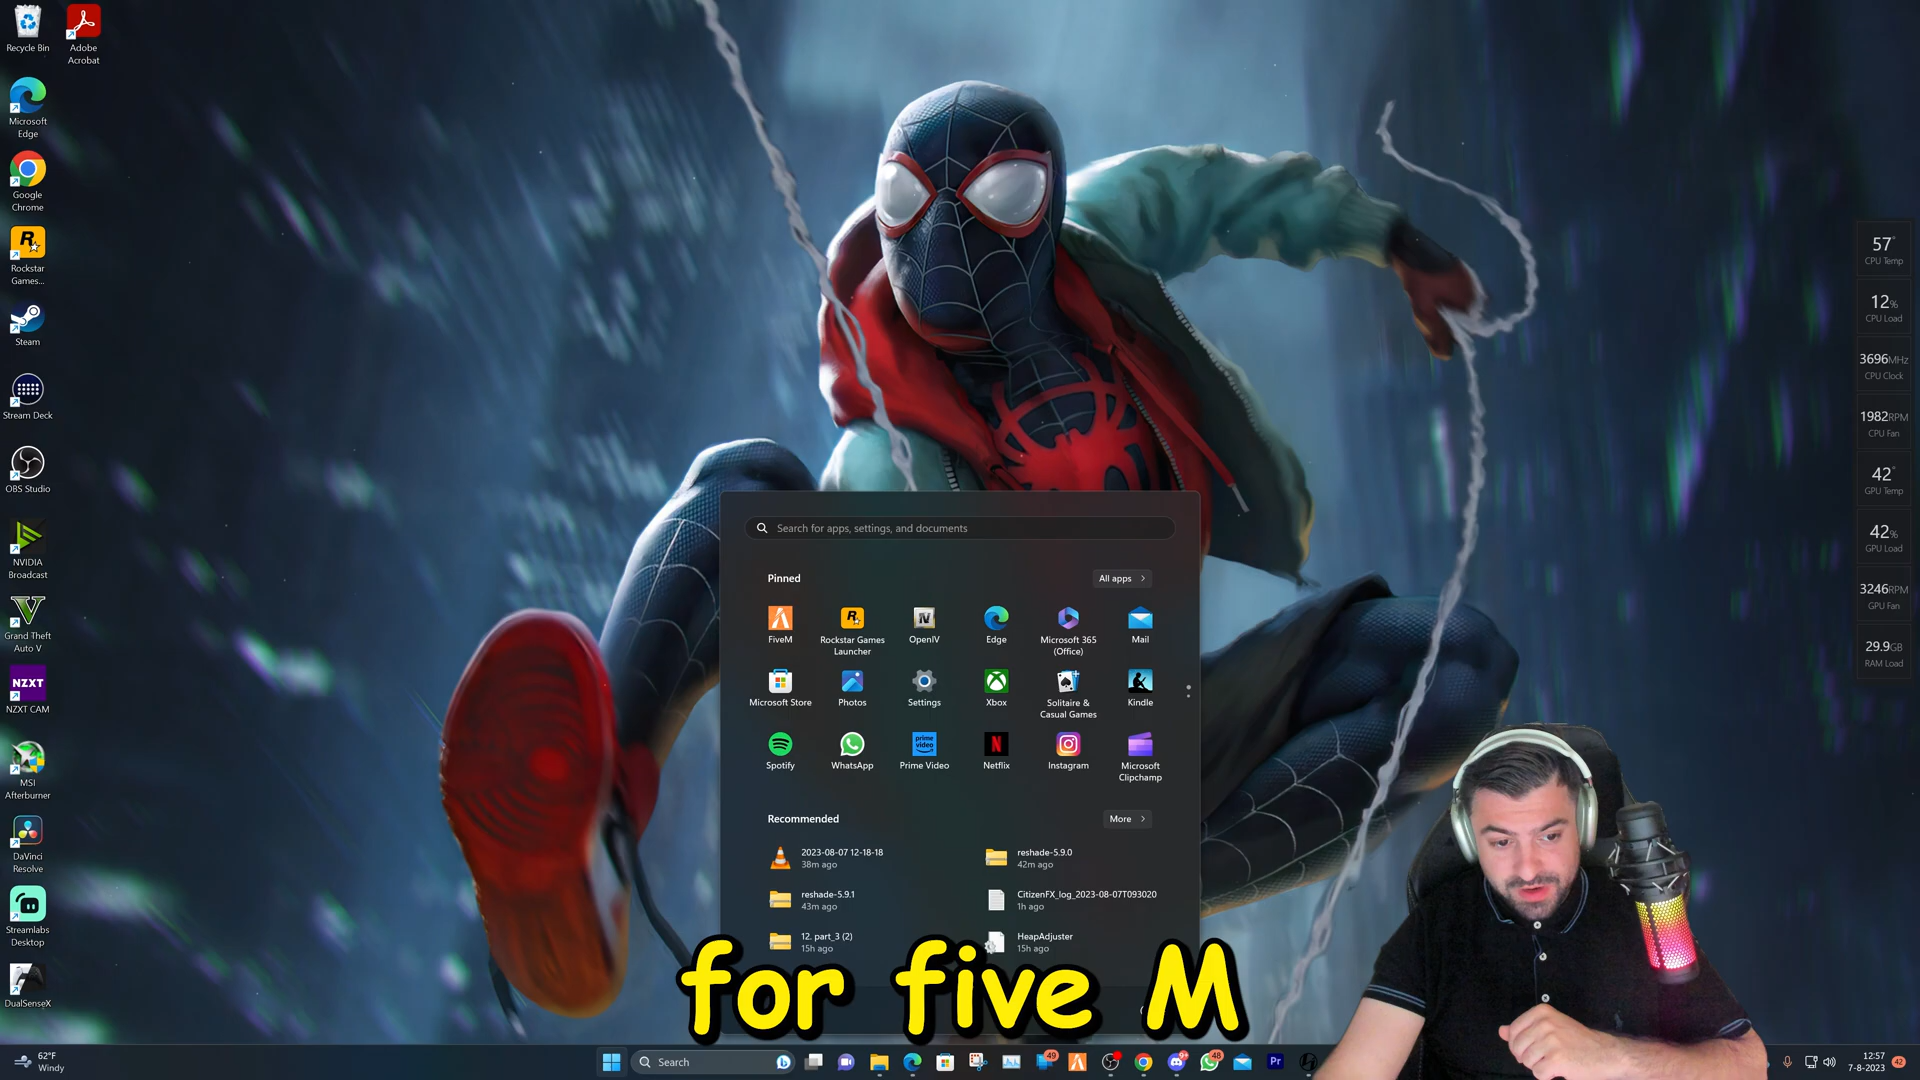 Recycle Bin
Adobe
Acrobat
Microsoft
Edge
Google
Chrome
Rockstar
Games...
Steam
Stream Deck
OBS Studio
NVIDIA
Broadcast
Grand Theft
Auto V
NZXT
NZXT CAM
MSI
Afterburner
DaVinci
Resolve
Streamlabs
Desktop
DualSenseX
57°
CPU Temp
12%
CPU Load
3696MHz
CPU Clock
1982RPM
CPU Fan
42°
GPU Temp
42%
GPU Load
3246RPM
GPU Fan
29.9GB
RAM Load
Search for apps, settings, and documents
Pinned
All apps
FiveM
Rockstar Games
Launcher
OpenIV
Edge
Microsoft 365
(Office)
Mail
Microsoft Store
Photos
Settings
Xbox
Solitaire &
Casual Games
Kindle
Spotify
WhatsApp
prime
video
Prime Video
Netflix
Instagram
Microsoft
Clipchamp
Recommended
More
2023-08-07 12-18-18
38m ago
reshade-5.9.0
42m ago
reshade-5.9.1
43m ago
CitizenFX_log_2023-08-07T093020
1h ago
12. part_3 (2)
15h ago
HeapAdjuster
15h ago
for five M
62°F
Windy
Search
49
9+
48
Pr
12:57
7-8-2023
42